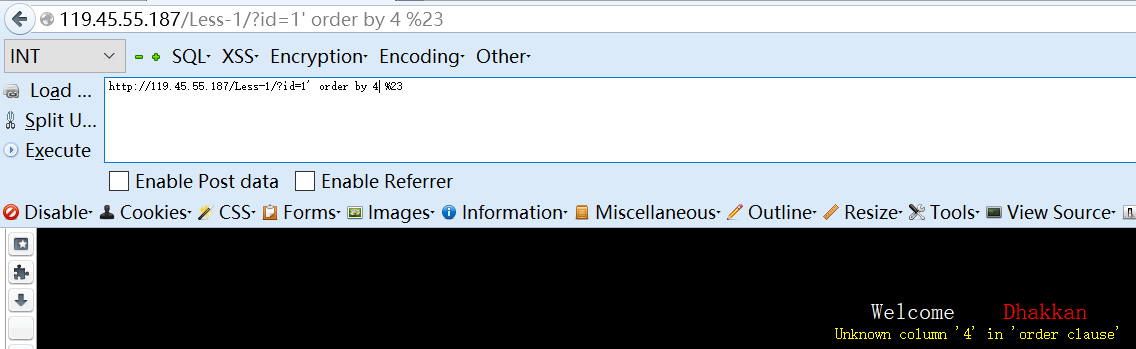 119.45.55.187/Less-1/?id=1' order by 4 %23
INT SQL XSS Encryption Encoding Other
Load ...
http://119.45.55.187/Less-1/?id=1' order by 4 %23
Split U...
Execute
Enable Post data Enable Referrer
Disable Cookies CSS Forms Images Information Miscellaneous Outline Resize Tools View Source
Welcome Dhakkan
Unknown column '4' in 'order clause'